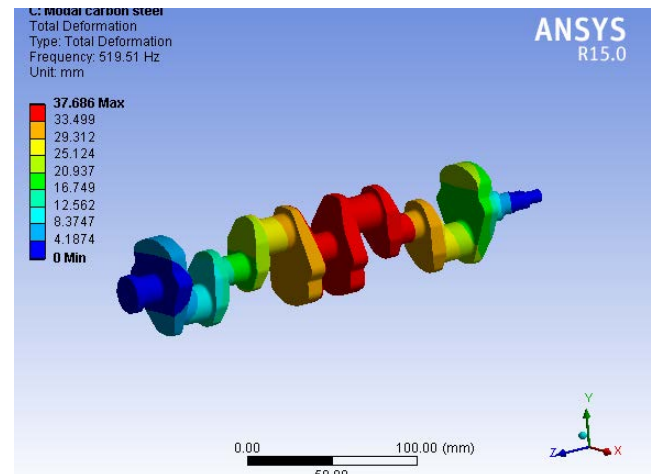 C: Modal carbon steel
Total Deformation
Type: Total Deformation
Frequency: 519.51 Hz
Unit: mm
37.686 Max
33.499
29.312
25.124
20.937
16.749
12.562
8.3747
4.1874
0 Min
ANSYS
R15.0
0.00
100.00 (mm)
50.00
Y
Z
X